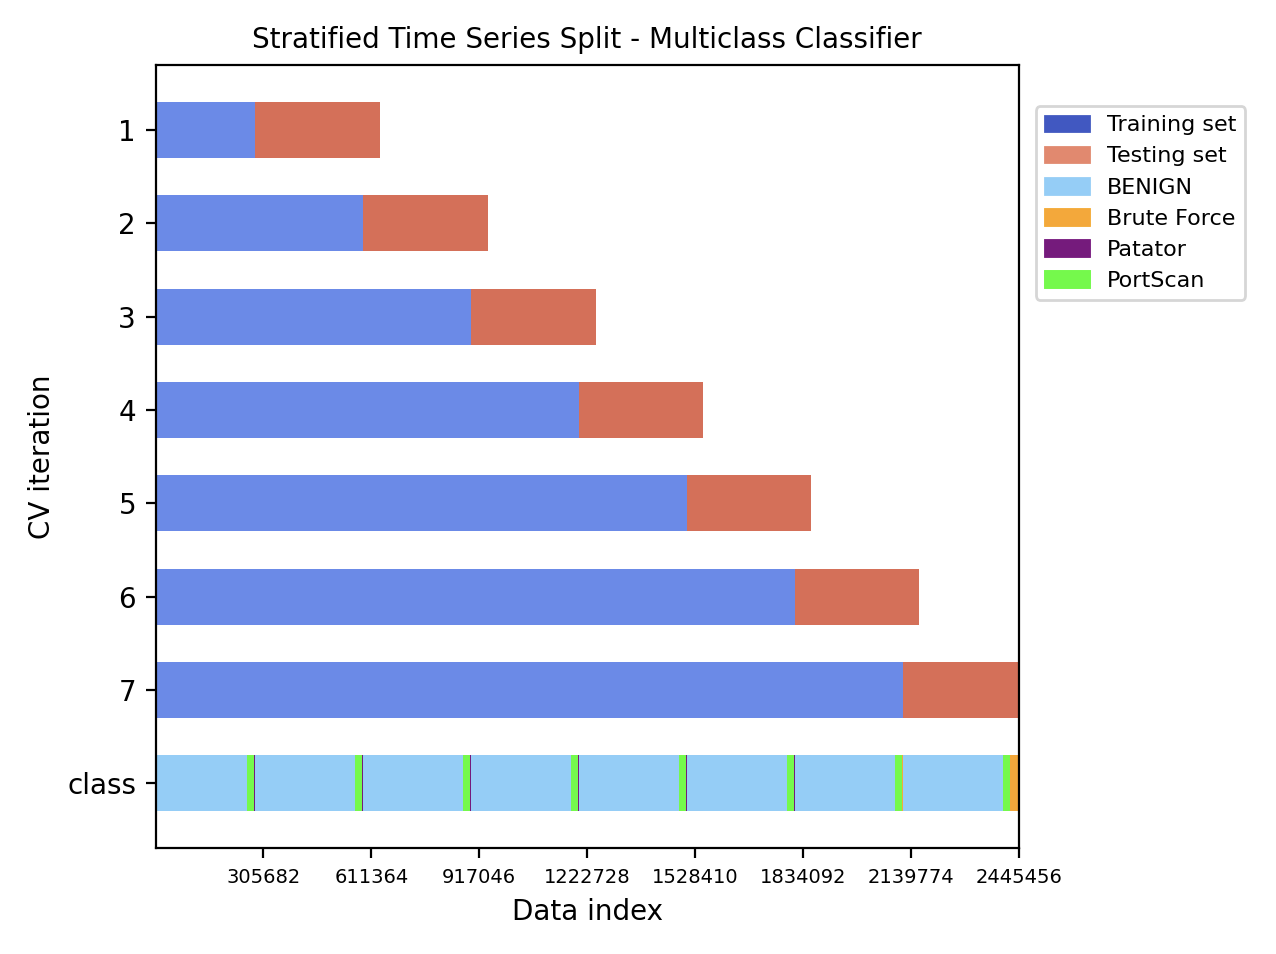 Stratified Time Series Split - Multiclass Classifier
1
2
3
4
5
6
7
class
CV iteration
305682
611364
917046
1222728
1528410
1834092
2139774
2445456
Data index
Training set
Testing set
BENIGN
Brute Force
Patator
PortScan